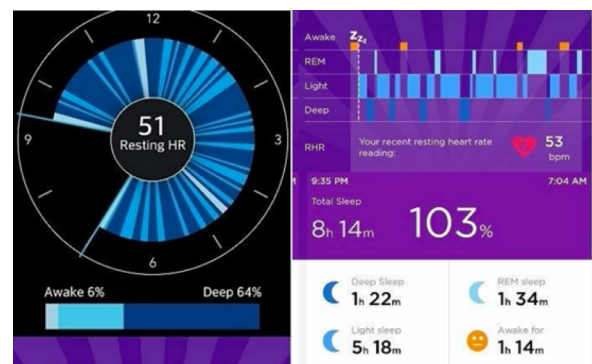 12
9
3
6
51
Resting HR
Awake 6%
Deep 64%
Awake
zzz
REM
Light
Deep
RHR
Your recent resting heart rate
reading:
53
bpm
9:35 PM
7:04 AM
Total Sleep
8h 14m
103%
Deep Sleep
1h 22m
REM sleep
1h 34m
Light sleep
5h 18m
Awake for
1h 14m